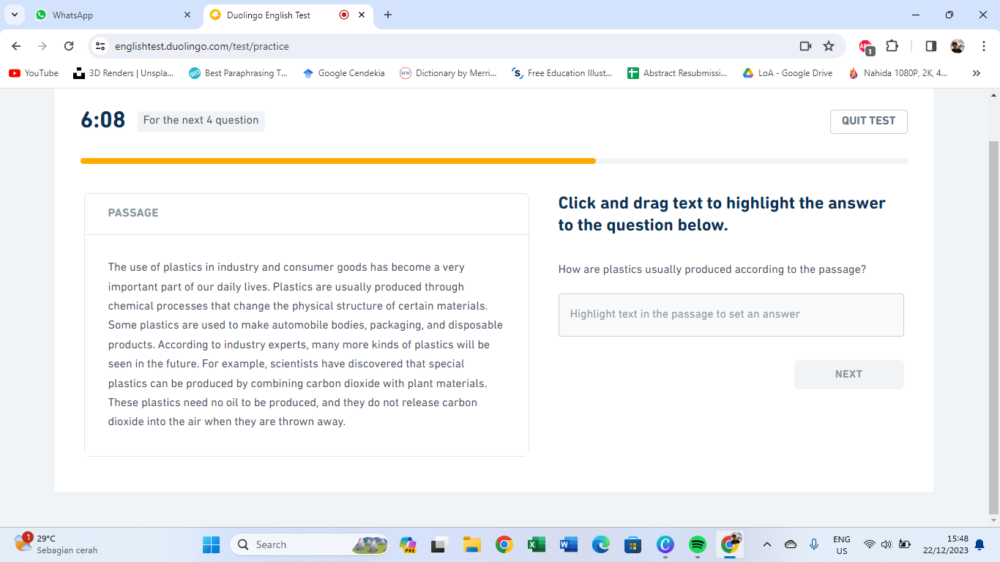 WhatsApp
Duolingo English Test
englishtest.duolingo.com/test/practice
1
YouTube
3D Renders | Unspla...
Best Paraphrasing T...
Google Cendekia
Dictionary by Merri...
Free Education Illust...
Abstract Resubmissi...
LoA - Google Drive
Nahida 1080P, 2K, 4...
6:08
For the next 4 question
QUIT TEST
PASSAGE
The use of plastics in industry and consumer goods has become a very
important part of our daily lives. Plastics are usually produced through
chemical processes that change the physical structure of certain materials.
Some plastics are used to make automobile bodies, packaging, and disposable
products. According to industry experts, many more kinds of plastics will be
seen in the future. For example, scientists have discovered that special
plastics can be produced by combining carbon dioxide with plant materials.
These plastics need no oil to be produced, and they do not release carbon
dioxide into the air when they are thrown away.
Click and drag text to highlight the answer
to the question below.
How are plastics usually produced according to the passage?
Highlight text in the passage to set an answer
NEXT
1
29°C
Sebagian cerah
Search
PRE
ENG
US
15:48
22/12/2023